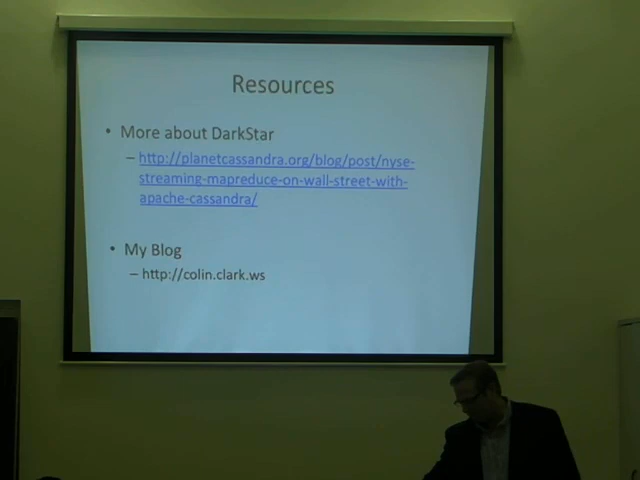 Resources
• More about DarkStar
– http://planetcassandra.org/blog/post/nyse-
streaming-mapreduce-on-wall-street-with-
apache-cassandra/
• My Blog
– http://colin.clark.ws